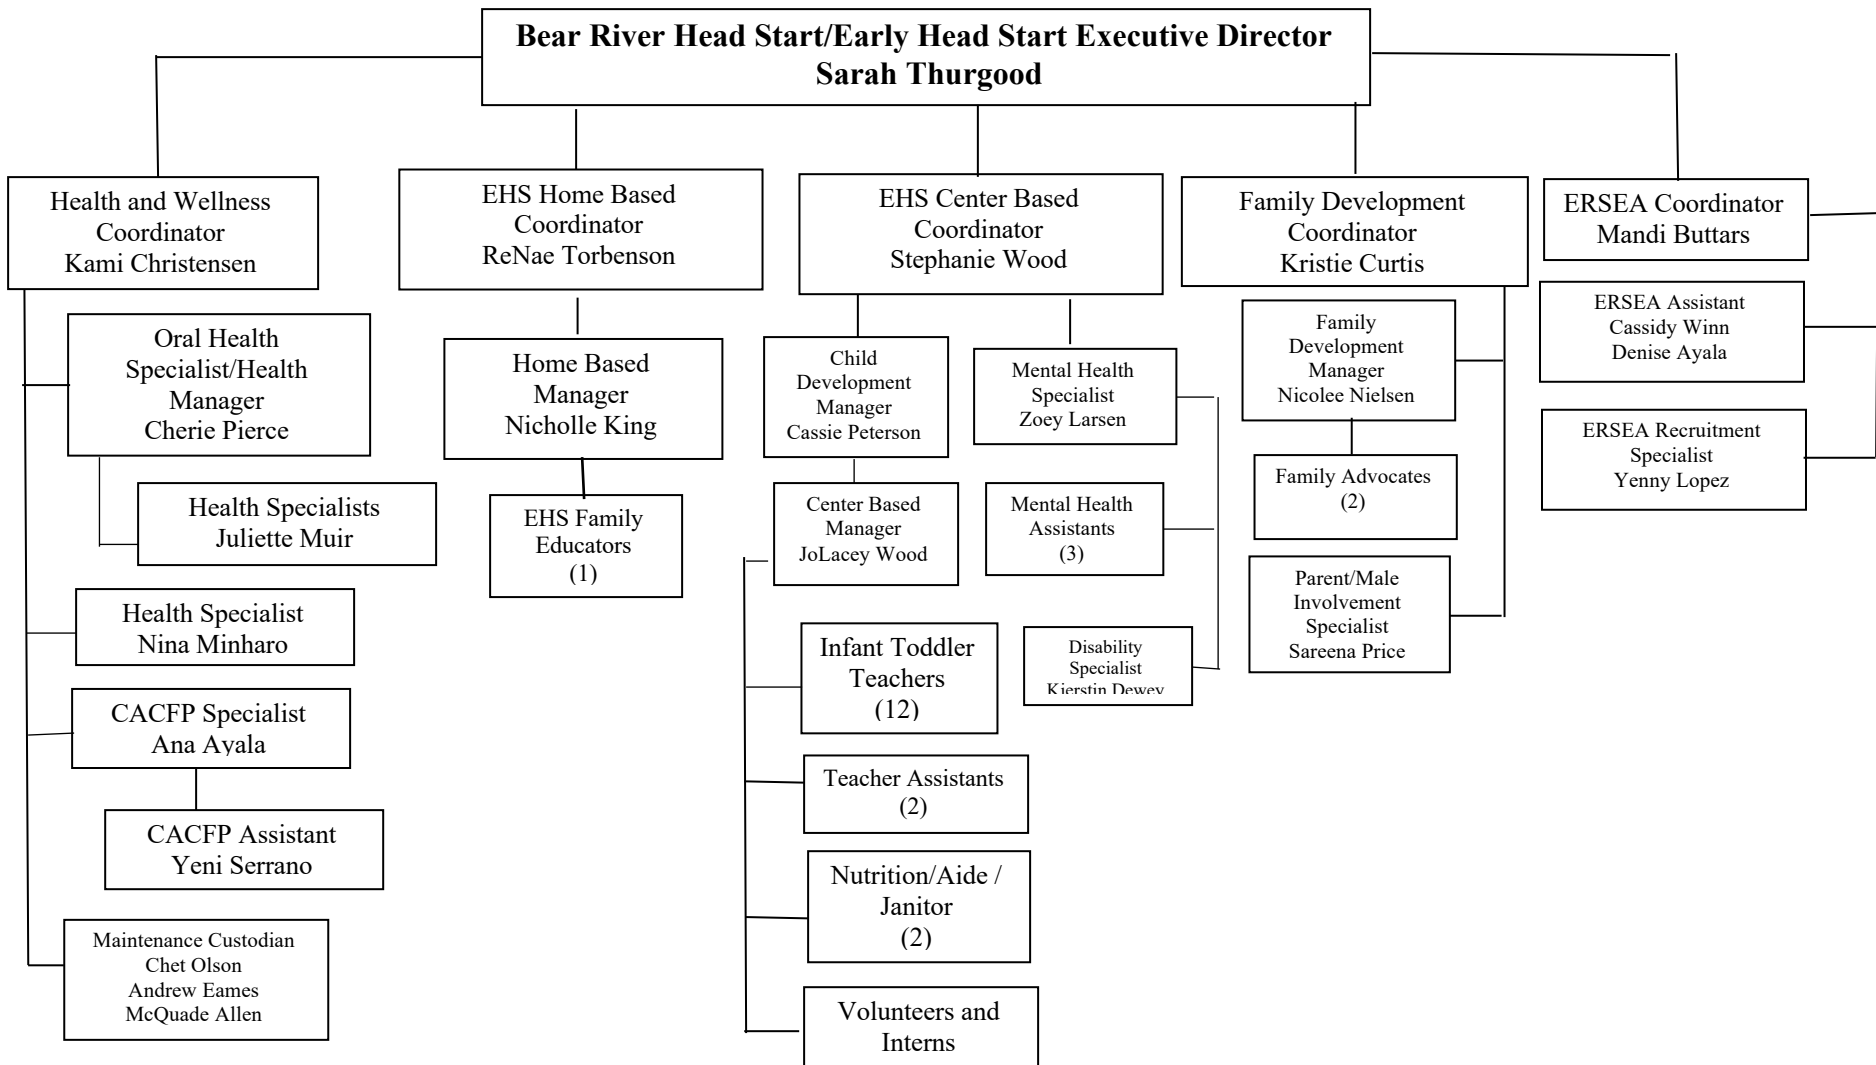 Bear River Head Start/Early Head Start Executive Director
Sarah Thurgood
Health and Wellness
Coordinator
Kami Christensen
Oral Health
Specialist/Health
Manager
Cherie Pierce
Health Specialists
Juliette Muir
Health Specialist
Nina Minharo
CACFP Specialist
Ana Ayala
CACFP Assistant
Yeni Serrano
Maintenance Custodian
Chet Olson
Andrew Eames
McQuade Allen
EHS Home Based
Coordinator
ReNae Torbenson
Home Based
Manager
Nicholle King
EHS Family
Educators
(1)
EHS Center Based
Coordinator
Stephanie Wood
Child
Development
Manager
Cassie Peterson
Center Based
Manager
JoLacey Wood
Infant Toddler
Teachers
(12)
Teacher Assistants
(2)
Nutrition/Aide /
Janitor
(2)
Volunteers and
Interns
Mental Health
Specialist
Zoey Larsen
Mental Health
Assistants
(3)
Disability
Specialist
Kierstin Dewey
Family Development
Coordinator
Kristie Curtis
Family
Development
Manager
Nicolee Nielsen
Family Advocates
(2)
Parent/Male
Involvement
Specialist
Sareena Price
ERSEA Coordinator
Mandi Buttars
ERSEA Assistant
Cassidy Winn
Denise Ayala
ERSEA Recruitment
Specialist
Yenny Lopez